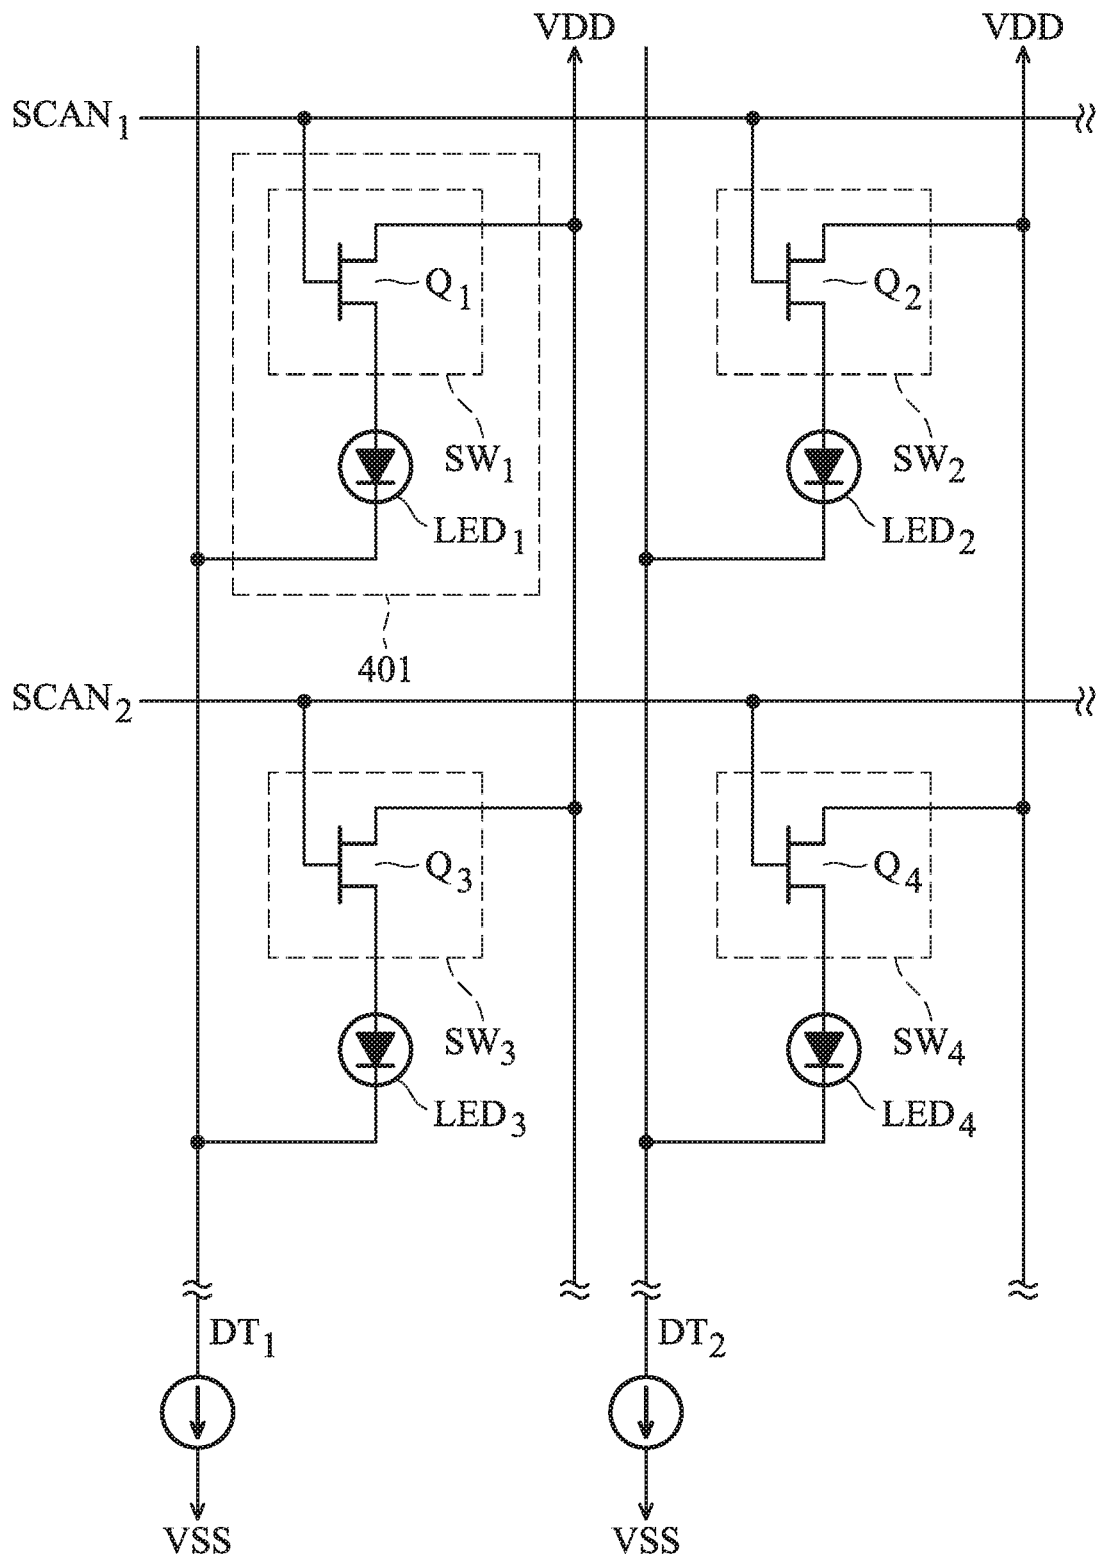 VDD VDD
SCAN₁
Q₁ Q₂
SW₁ SW₂
LED₁ LED₂
401
SCAN₂
Q₃ Q₄
SW₃ SW₄
LED₃ LED₄
DT₁ DT₂
VSS VSS